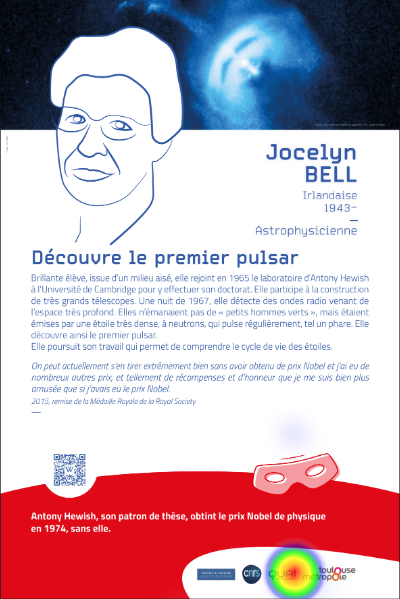 Jocelyn
BELL
Irlandaise
1943–
Astrophysicienne
Découvre le premier pulsar
Brillante élève, issue d'un milieu aisé, elle rejoint en 1965 le laboratoire d'Antony Hewish
à l'Université de Cambridge pour y effectuer son doctorat. Elle participe à la construction
de très grands télescopes. Une nuit de 1967, elle détecte des ondes radio venant de
l'espace très profond. Elles n'émanaient pas de « petits hommes verts », mais étaient
émises par une étoile très dense, à neutrons, qui pulse régulièrement, tel un phare. Elle
découvre ainsi le premier pulsar.
Elle poursuit son travail qui permet de comprendre le cycle de vie des étoiles.
On peut actuellement s'en tirer extrêmement bien sans avoir obtenu de prix Nobel et j'ai eu de
nombreux autres prix, et tellement de récompenses et d'honneur que je me suis bien plus
amusée que si j'avais eu le prix Nobel.
2015, remise de la Médaille Royale de la Royal Society
Antony Hewish, son patron de thèse, obtint le prix Nobel de physique
en 1974, sans elle.
cnrs
toulouse
métropole